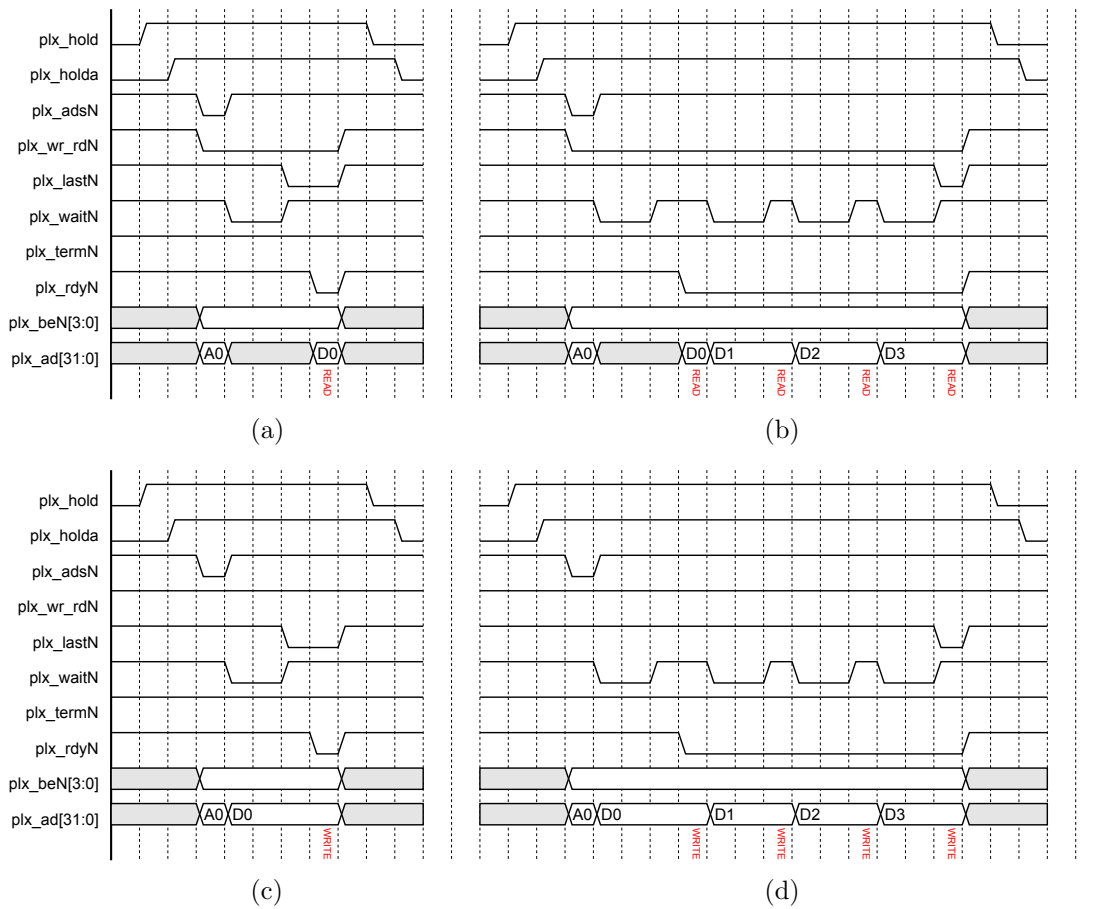 plx_hold
plx_holda
plx_adsN
plx_wr_rdN
plx_lastN
plx_waitN
plx_termN
plx_rdyN
plx_beN[3:0]
plx_ad[31:0]
A0 D0
READ
A0 D0 D1 D2 D3
READ READ READ READ
(a)
(b)
plx_hold
plx_holda
plx_adsN
plx_wr_rdN
plx_lastN
plx_waitN
plx_termN
plx_rdyN
plx_beN[3:0]
plx_ad[31:0]
A0 D0
WRITE
A0 D0 D1 D2 D3
WRITE WRITE WRITE WRITE
(c)
(d)